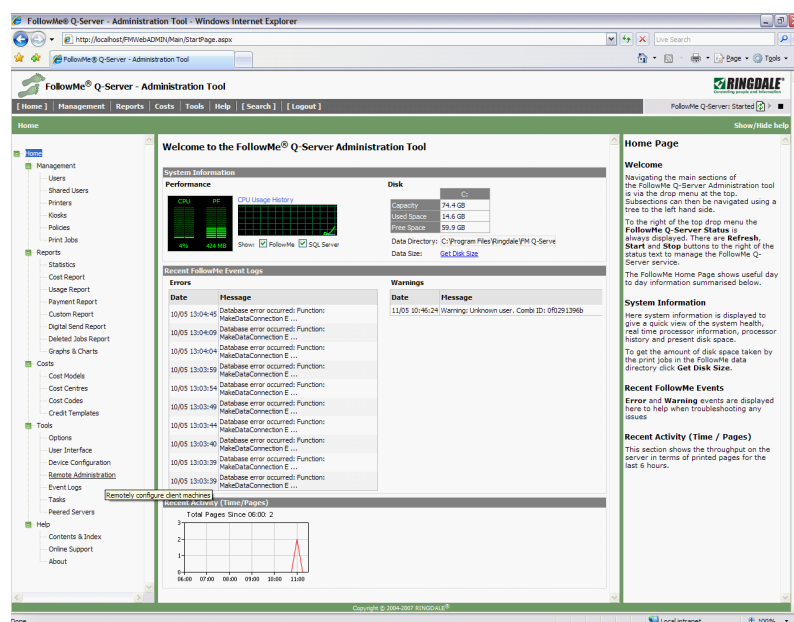 FollowMe® Q-Server - Administration Tool - Windows Internet Explorer
http://localhost/FMWebADMIN/Main/StartPage.aspx
Live Search
FollowMe® Q-Server - Administration Tool
Page
Tools
FollowMe® Q-Server - Administration Tool
RINGDALE®
Connecting people and information
[ Home ] Management Reports Costs Tools Help [ Search ] [ Logout ]
FollowMe Q-Server: Started
Home
Show/Hide help
Home
Management
Users
Shared Users
Printers
Kiosks
Policies
Print Jobs
Reports
Statistics
Cost Report
Usage Report
Payment Report
Custom Report
Digital Send Report
Deleted Jobs Report
Graphs & Charts
Costs
Cost Models
Cost Centres
Cost Codes
Credit Templates
Tools
Options
User Interface
Device Configuration
Remote Administration
Event Logs
Remotely configure client machines
Tasks
Peered Servers
Help
Contents & Index
Online Support
About
Welcome to the FollowMe® Q-Server Administration Tool
System Information
Performance
CPU PF
4% 424 MB
CPU Usage History
Show: FollowMe SQL Server
Disk
C:
Capacity 74.4 GB
Used Space 14.6 GB
Free Space 59.9 GB
Data Directory: C:\Program Files\Ringdale\FM Q-Serve
Data Size: Get Disk Size
Recent FollowMe Event Logs
Errors
Date Message
10/05 13:04:45 Database error occurred: Function:
MakeDataConnection E ...
10/05 13:04:09 Database error occurred: Function:
MakeDataConnection E ...
10/05 13:04:04 Database error occurred: Function:
MakeDataConnection E ...
10/05 13:03:59 Database error occurred: Function:
MakeDataConnection E ...
10/05 13:03:54 Database error occurred: Function:
MakeDataConnection E ...
10/05 13:03:49 Database error occurred: Function:
MakeDataConnection E ...
10/05 13:03:44 Database error occurred: Function:
MakeDataConnection E ...
10/05 13:03:40 Database error occurred: Function:
MakeDataConnection E ...
10/05 13:03:39 Database error occurred: Function:
MakeDataConnection E ...
10/05 13:03:39 Database error occurred: Function:
MakeDataConnection E ...
Warnings
Date Message
11/05 10:46:24 Warning: Unknown user. Combi ID: 0f0291396b
Recent Activity (Time/Pages)
Total Pages Since 06:00: 2
3
2
1
0
06:00 07:00 08:00 09:00 10:00 11:00
Home Page
Welcome
Navigating the main sections of
the FollowMe Q-Server Administration tool
is via the drop menu at the top.
Subsections can then be navigated using a
tree to the left hand side.
To the right of the top drop menu the
FollowMe Q-Server Status is
always displayed. There are Refresh,
Start and Stop buttons to the right of the
status text to manage the FollowMe Q-
Server service.
The FollowMe Home Page shows useful day
to day information summarised below.
System Information
Here system information is displayed to
give a quick view of the system health,
real time processor information, processor
history and present disk space.
To get the amount of disk space taken by
the print jobs in the FollowMe data
directory click Get Disk Size.
Recent FollowMe Events
Error and Warning events are displayed
here to help when troubleshooting any
issues
Recent Activity (Time / Pages)
This section shows the throughput on the
server in terms of printed pages for the
last 6 hours.
Copyright © 2004-2007 RINGDALE®
Done
Local intranet
100%